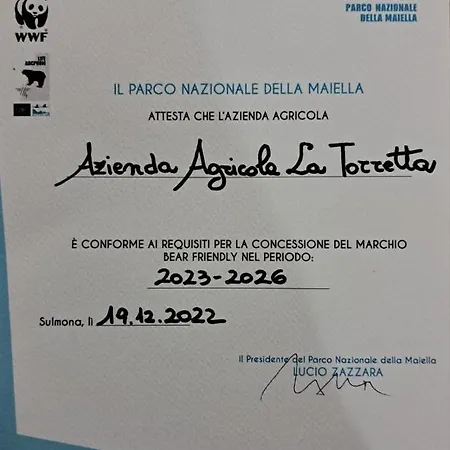 WWF
PARCO NAZIONALE
DELLA MAIELLA
LIFE
ARCPROM
IL PARCO NAZIONALE DELLA MAIELLA
ATTESTA CHE L'AZIENDA AGRICOLA
Azienda Agricola La Torretta
È CONFORME AI REQUISITI PER LA CONCESSIONE DEL MARCHIO
BEAR FRIENDLY NEL PERIODO:
2023-2026
Sulmona, lì 19.12.2022
Il Presidente del Parco Nazionale della Maiella
LUCIO ZAZZARA